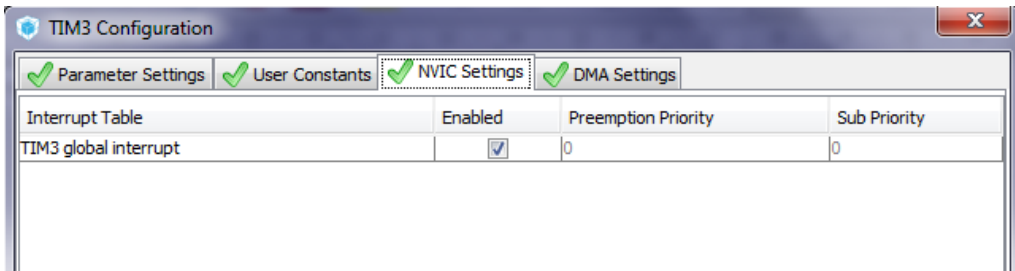 TIM3 Configuration
Parameter Settings User Constants NVIC Settings DMA Settings
Interrupt Table Enabled Preemption Priority Sub Priority
TIM3 global interrupt 0 0